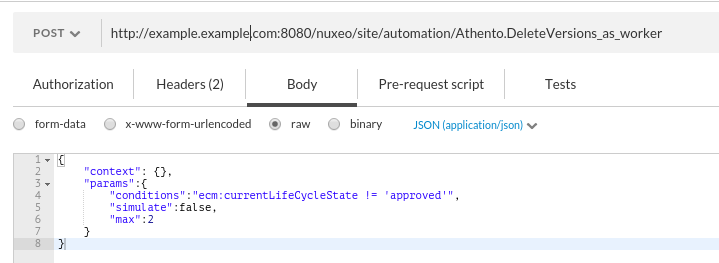 POST http://example.example.com:8080/nuxeo/site/automation/Athento.DeleteVersions_as_worker
Authorization Headers (2) Body Pre-request script Tests
form-data x-www-form-urlencoded raw binary JSON (application/json)
1 {
2 "context": {},
3 "params":{
4 "conditions":"ecm:currentLifeCycleState != 'approved'",
5 "simulate":false,
6 "max":2
7 }
8 }